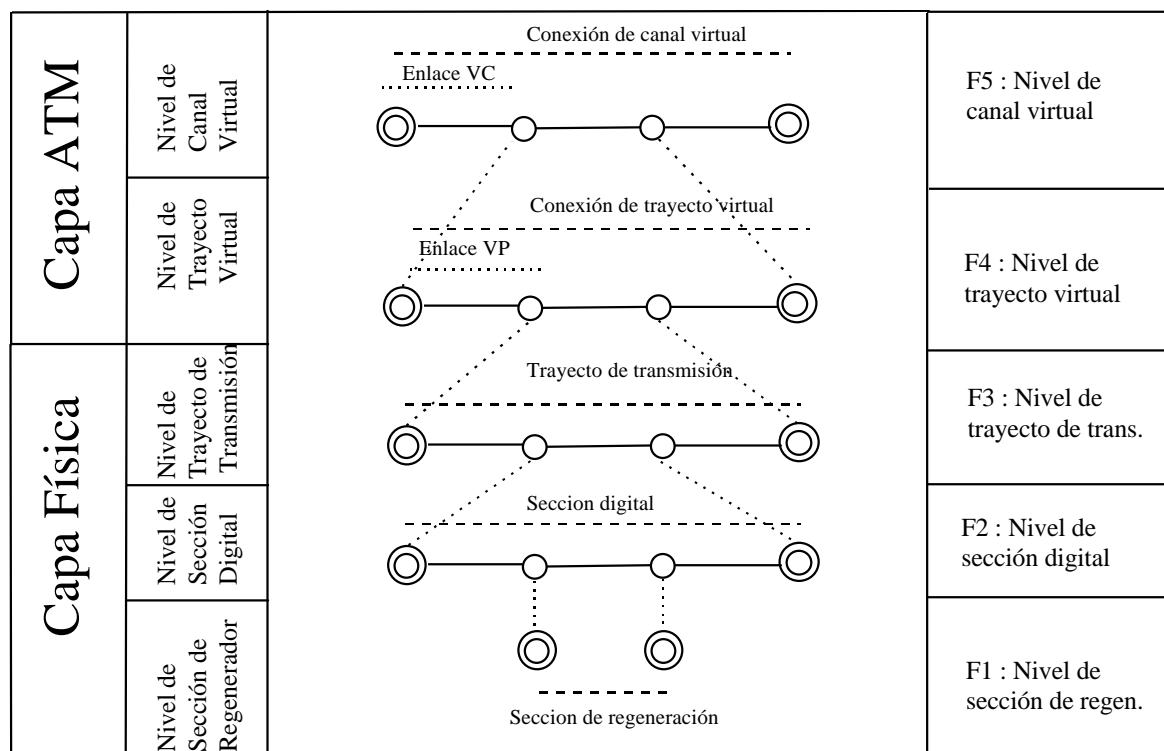 Capa ATM
Nivel de
Canal
Virtual
Conexión de canal virtual
Enlace VC
F5 : Nivel de
canal virtual
Nivel de
Trayecto
Virtual
Conexión de trayecto virtual
Enlace VP
F4 : Nivel de
trayecto virtual
Capa Física
Nivel de
Trayecto de
Transmisión
Trayecto de transmisión
F3 : Nivel de
trayecto de trans.
Nivel de
Sección
Digital
Seccion digital
F2 : Nivel de
sección digital
Nivel de
Sección de
Regenerador
Seccion de regeneración
F1 : Nivel de
sección de regen.